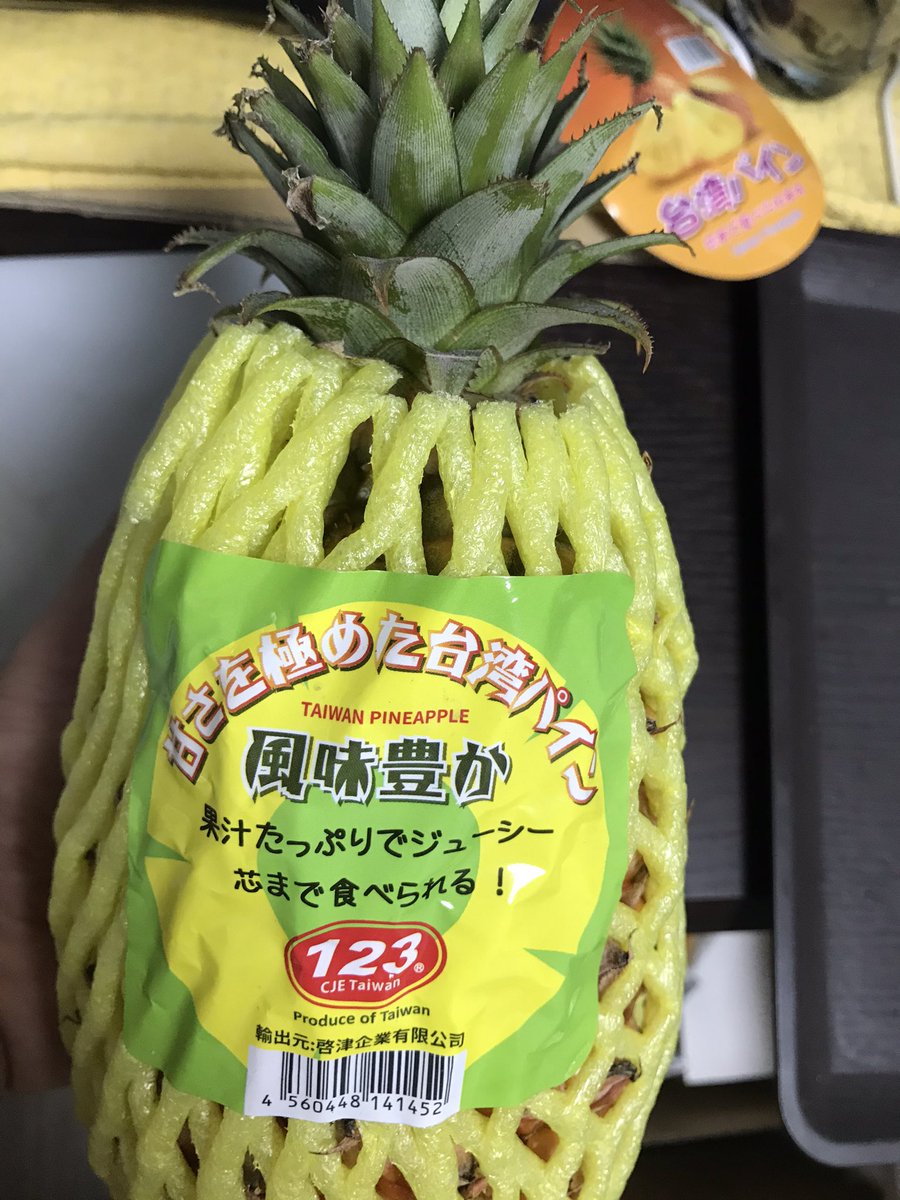 台湾パイン
甘さを極めた台湾パイン
TAIWAN PINEAPPLE
風味豊か
果汁たっぷりでジューシー
芯まで食べられる！
123®
CJE Taiwan
Produce of Taiwan
輸出元:啓津企業有限公司
4 560448 141452